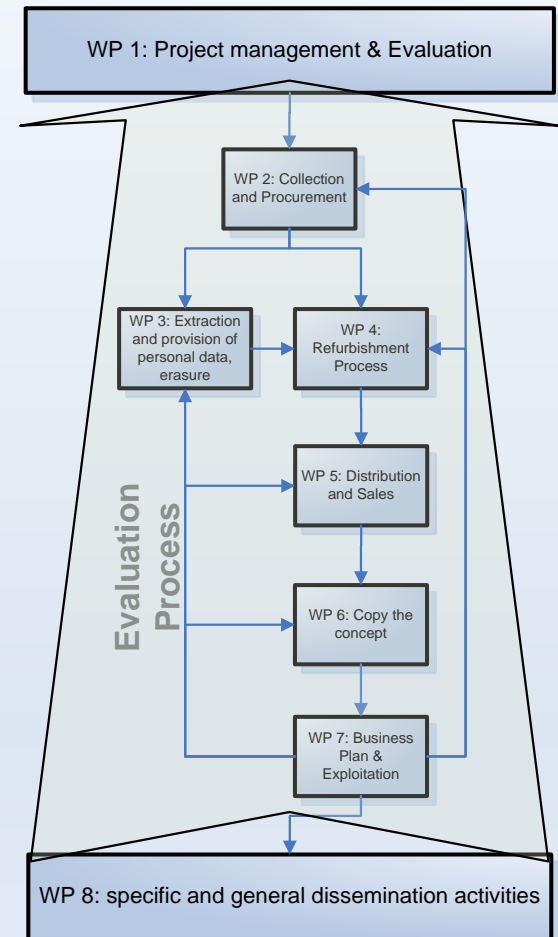 WP 1: Project management & Evaluation
WP 2: Collection
and Procurement
WP 3: Extraction
and provision of
personal data,
erasure
WP 4:
Refurbishment
Process
WP 5: Distribution
and Sales
Evaluation
Process
WP 6: Copy the
concept
WP 7: Business
Plan &
Exploitation
WP 8: specific and general dissemination activities